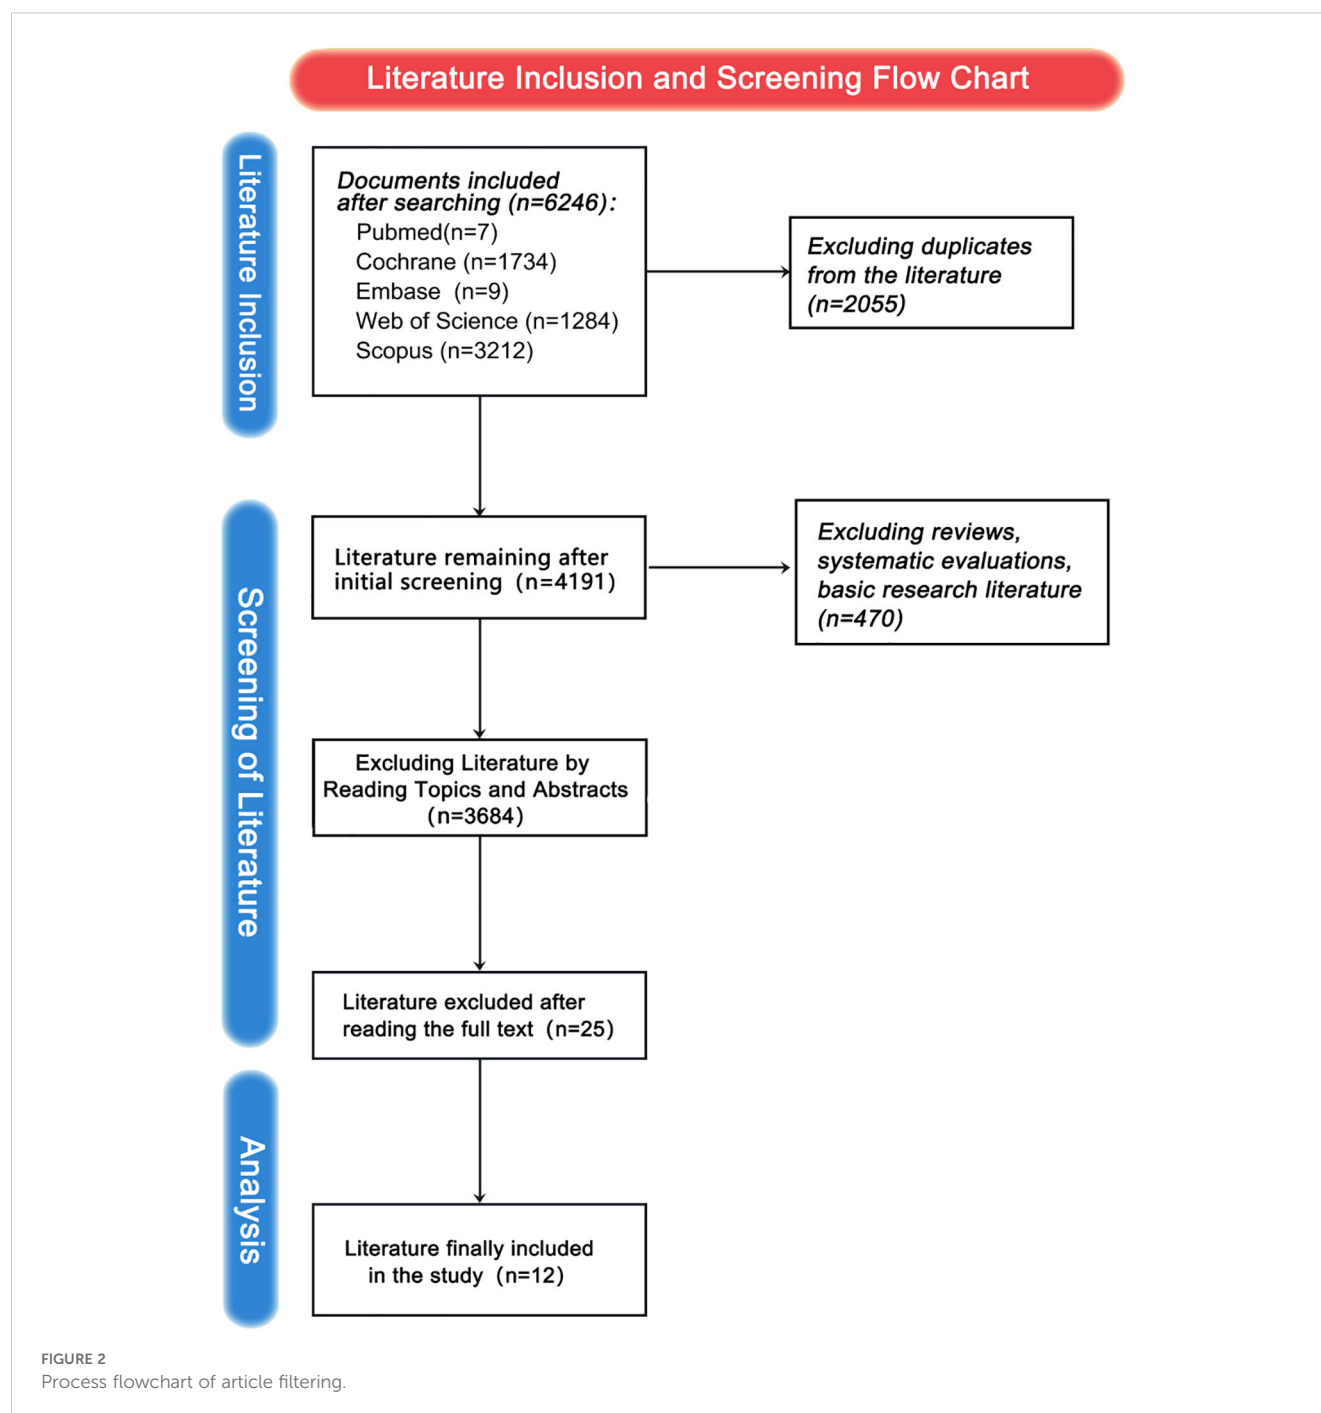 Literature Inclusion and Screening Flow Chart
Literature Inclusion
Documents included
after searching (n=6246):
Pubmed(n=7)
Cochrane (n=1734)
Embase (n=9)
Web of Science (n=1284)
Scopus (n=3212)
Excluding duplicates
from the literature
(n=2055)
Screening of Literature
Literature remaining after
initial screening (n=4191)
Excluding reviews,
systematic evaluations,
basic research literature
(n=470)
Excluding Literature by
Reading Topics and Abstracts
(n=3684)
Literature excluded after
reading the full text (n=25)
Analysis
Literature finally included
in the study (n=12)
FIGURE 2
Process flowchart of article filtering.